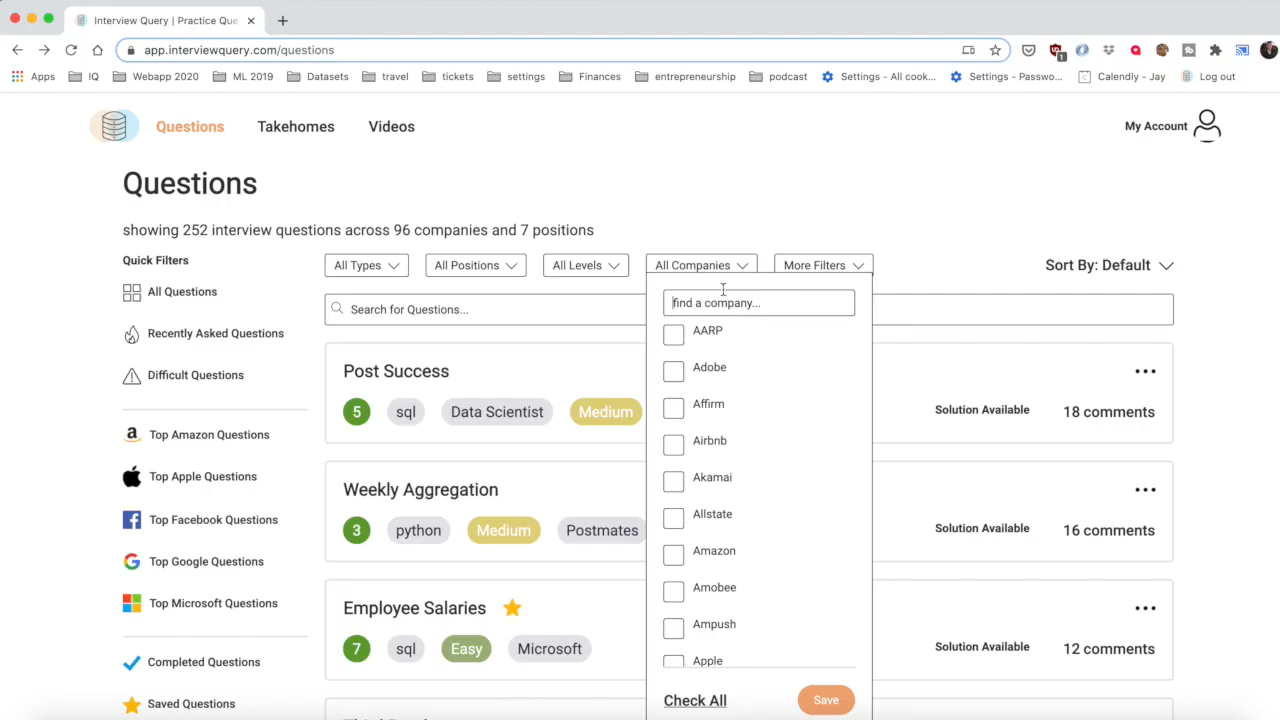 Interview Query | Practice Que
app.interviewquery.com/questions
1
Apps IQ Webapp 2020 ML 2019 Datasets travel tickets settings Finances entrepreneurship podcast Settings - All cook... Settings - Passwo... Calendly - Jay Log out
Questions Takehomes Videos My Account
Questions
showing 252 interview questions across 96 companies and 7 positions
Quick Filters
All Questions
Recently Asked Questions
Difficult Questions
Top Amazon Questions
Top Apple Questions
Top Facebook Questions
Top Google Questions
Top Microsoft Questions
Completed Questions
Saved Questions
All Types All Positions All Levels All Companies More Filters Sort By: Default
Search for Questions...
find a company...
AARP
Adobe
Affirm
Airbnb
Akamai
Allstate
Amazon
Amobee
Ampush
Apple
Check All Save
Post Success
5 sql Data Scientist Medium Solution Available 18 comments
Weekly Aggregation
3 python Medium Postmates Solution Available 16 comments
Employee Salaries
7 sql Easy Microsoft Solution Available 12 comments